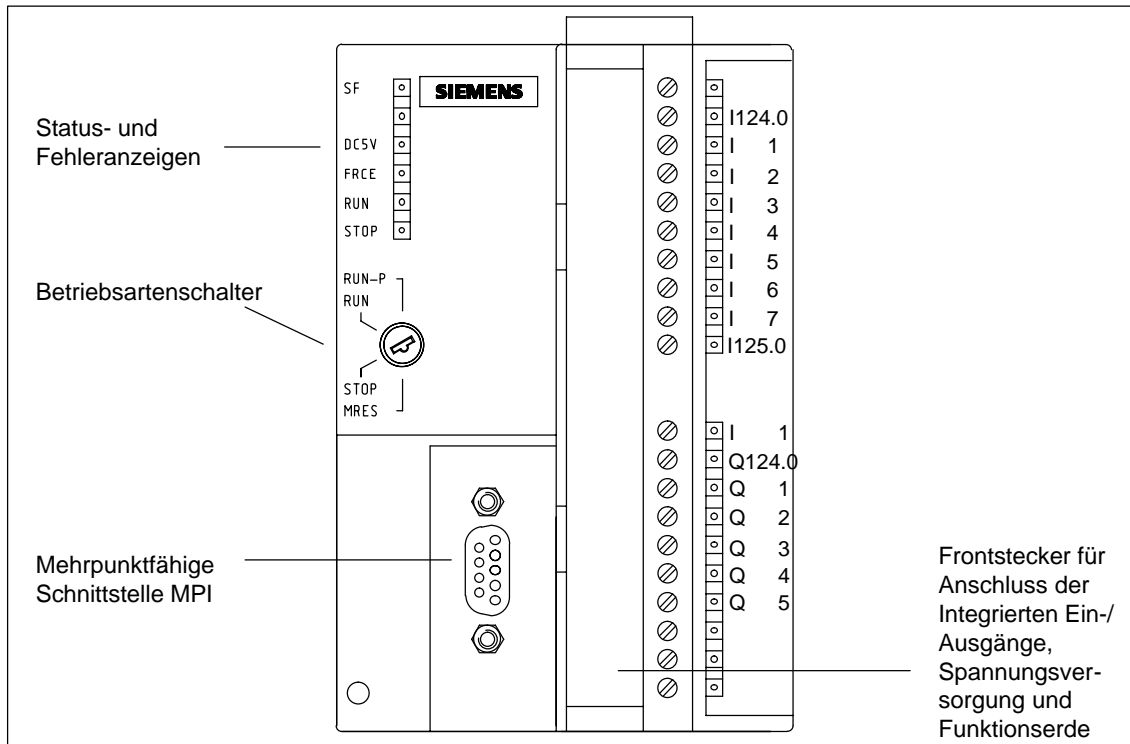 Status- und
Fehleranzeigen
Betriebsartenschalter
Mehrpunktfähige
Schnittstelle MPI
SF
DC5V
FRCE
RUN
STOP
SIEMENS
RUN-P
RUN
STOP
MRES
I124.0
I 1
I 2
I 3
I 4
I 5
I 6
I 7
I125.0
I 1
Q124.0
Q 1
Q 2
Q 3
Q 4
Q 5
Frontstecker für
Anschluss der
Integrierten Ein-/
Ausgänge,
Spannungsver-
sorgung und
Funktionserde